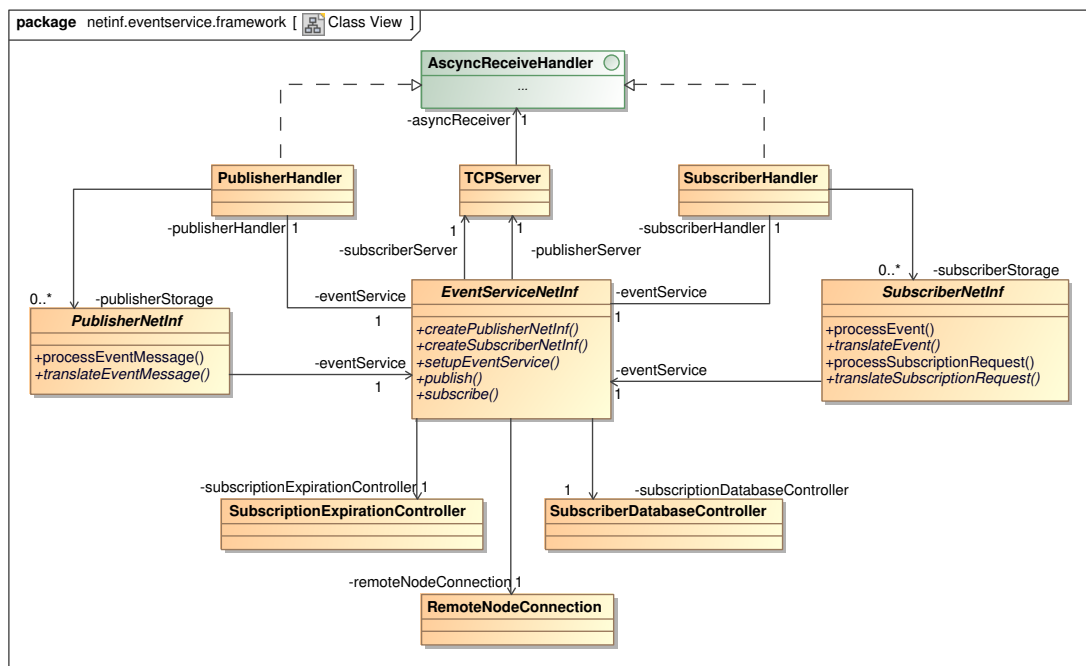 package netinf.eventservice.framework [ Class View ]
AscyncReceiveHandler
...
-asyncReceiver 1
PublisherHandler
TCPServer
SubscriberHandler
-publisherHandler 1
1 1
-subscriberHandler 1
-subscriberServer
-publisherServer
0..* -publisherStorage
-eventService
1
EventServiceNetInf
-eventService
1
0..* -subscriberStorage
PublisherNetInf
+processEventMessage()
+translateEventMessage()
+createPublisherNetInf()
+createSubscriberNetInf()
+setupEventService()
+publish()
+subscribe()
SubscriberNetInf
+processEvent()
+translateEvent()
+processSubscriptionRequest()
+translateSubscriptionRequest()
-eventService
1
-eventService
1
-subscriptionExpirationController 1
1 -subscriptionDatabaseController
SubscriptionExpirationController
SubscriberDatabaseController
-remoteNodeConnection 1
RemoteNodeConnection